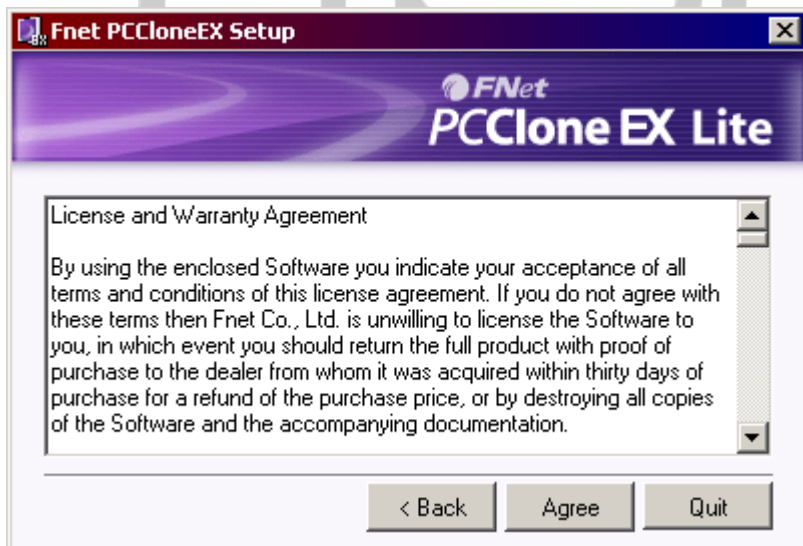 Fnet PCCloneEX Setup
FNet
PCClone EX Lite
License and Warranty Agreement
By using the enclosed Software you indicate your acceptance of all
terms and conditions of this license agreement. If you do not agree with
these terms then Fnet Co., Ltd. is unwilling to license the Software to
you, in which event you should return the full product with proof of
purchase to the dealer from whom it was acquired within thirty days of
purchase for a refund of the purchase price, or by destroying all copies
of the Software and the accompanying documentation.
< Back Agree Quit